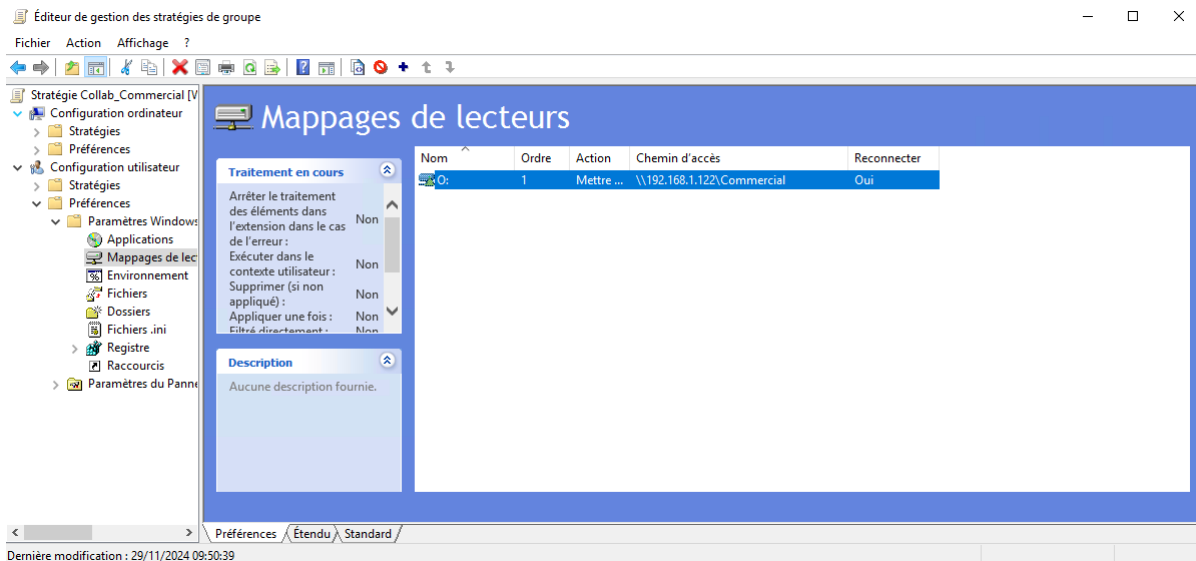 Éditeur de gestion des stratégies de groupe
Fichier Action Affichage ?
Stratégie Collab_Commercial [V
Configuration ordinateur
Stratégies
Préférences
Configuration utilisateur
Stratégies
Préférences
Paramètres Windows
Applications
Mappages de lec
Environnement
Fichiers
Dossiers
Fichiers .ini
Registre
Raccourcis
Paramètres du Panne
Mappages de lecteurs
Traitement en cours
Arrêter le traitement
des éléments dans
l'extension dans le cas Non
de l'erreur :
Exécuter dans le
contexte utilisateur : Non
Supprimer (si non
appliqué) : Non
Appliquer une fois : Non
Filtré directement : Non
Description
Aucune description fournie.
Nom Ordre Action Chemin d'accès Reconnecter
O: 1 Mettre ... \\192.168.1.122\Commercial Oui
Préférences Étendu Standard
Dernière modification : 29/11/2024 09:50:39